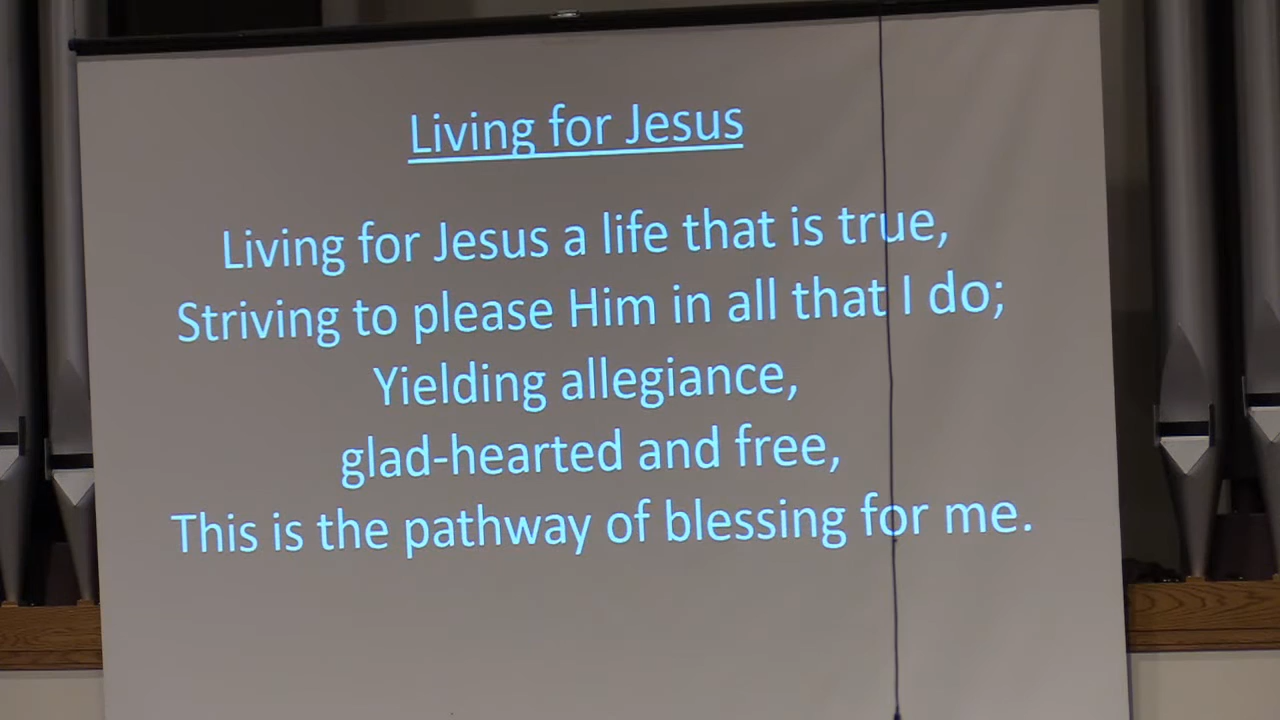 Living for Jesus
Living for Jesus a life that is true,
Striving to please Him in all that I do;
Yielding allegiance,
glad-hearted and free,
This is the pathway of blessing for me.